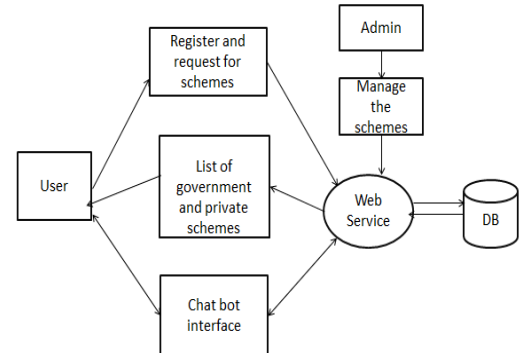 Admin
Register and
request for
schemes
Manage
the
schemes
List of
government
and private
schemes
User
Web
Service
DB
Chat bot
interface